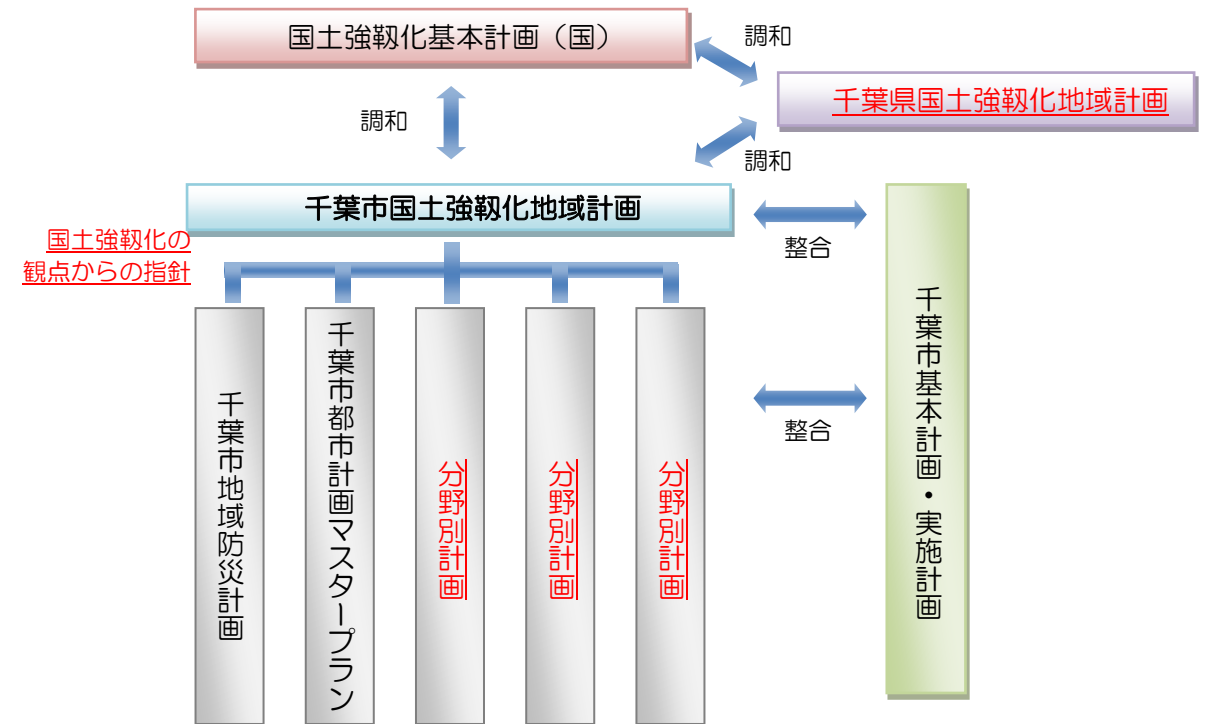 国土強靱化基本計画（国）
調和
千葉県国土強靱化地域計画
調和
調和
千葉市国土強靱化地域計画
整合
国土強靱化の
観点からの指針
千葉市地域防災計画
千葉市都市計画マスタープラン
分野別計画
分野別計画
分野別計画
整合
千葉市基本計画・実施計画